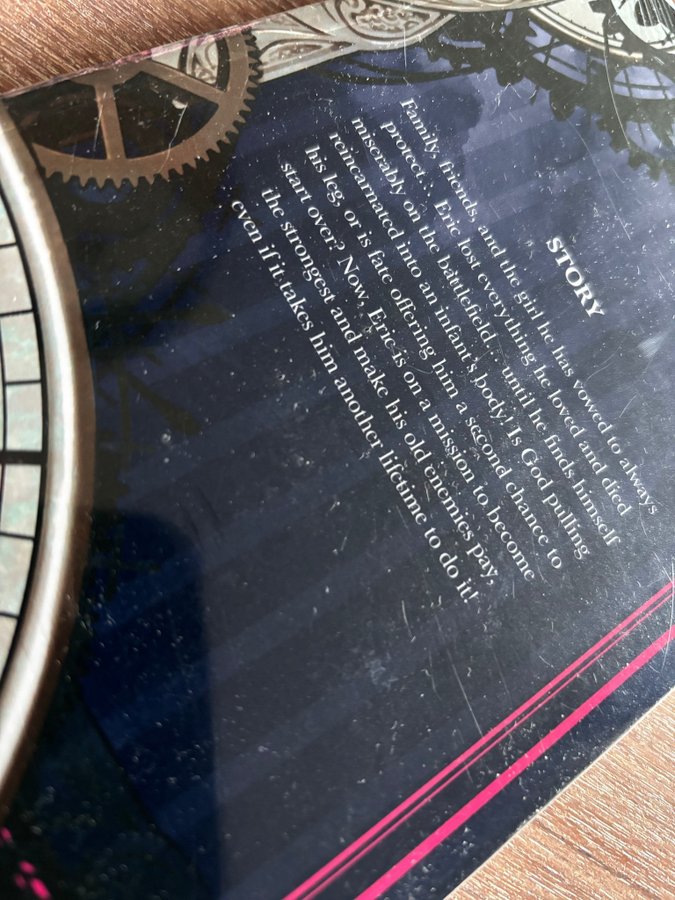 STORY
Family, friends, and the girl he has vowed to always
protect... Eric lost everything he loved and died
miserably on the battlefield...until he finds himself
reincarnated into an infant's body! Is God pulling
his leg, or is fate offering him a second chance to
start over? Now, Eric is on a mission to become
the strongest and make his old enemies pay,
even if it takes him another lifetime to do it!